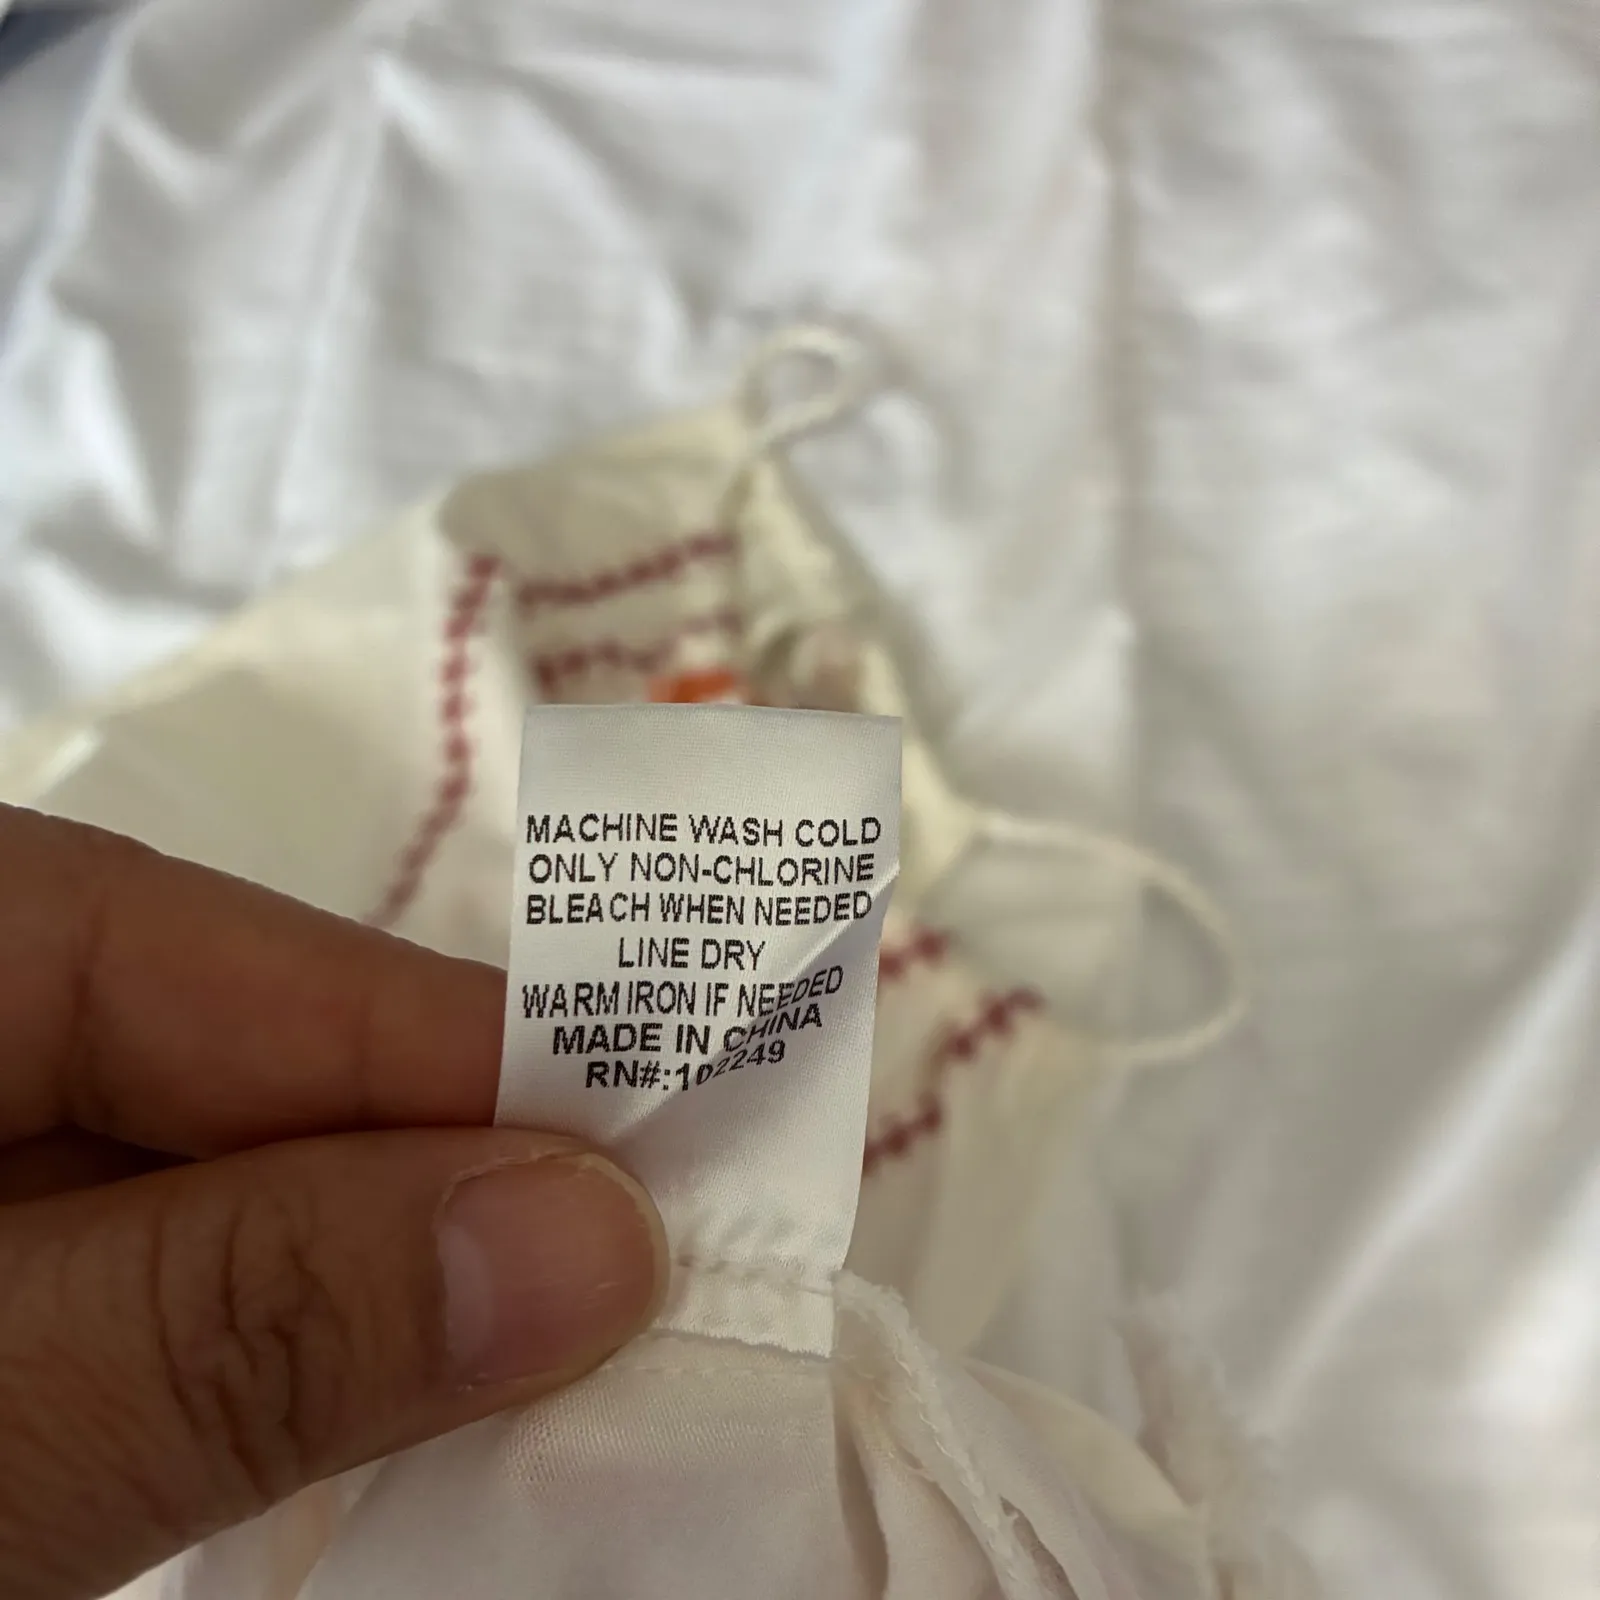 MACHINE WASH COLD
ONLY NON-CHLORINE
BLEACH WHEN NEEDED
LINE DRY
WARM IRON IF NEEDED
MADE IN CHINA
RN#:102249